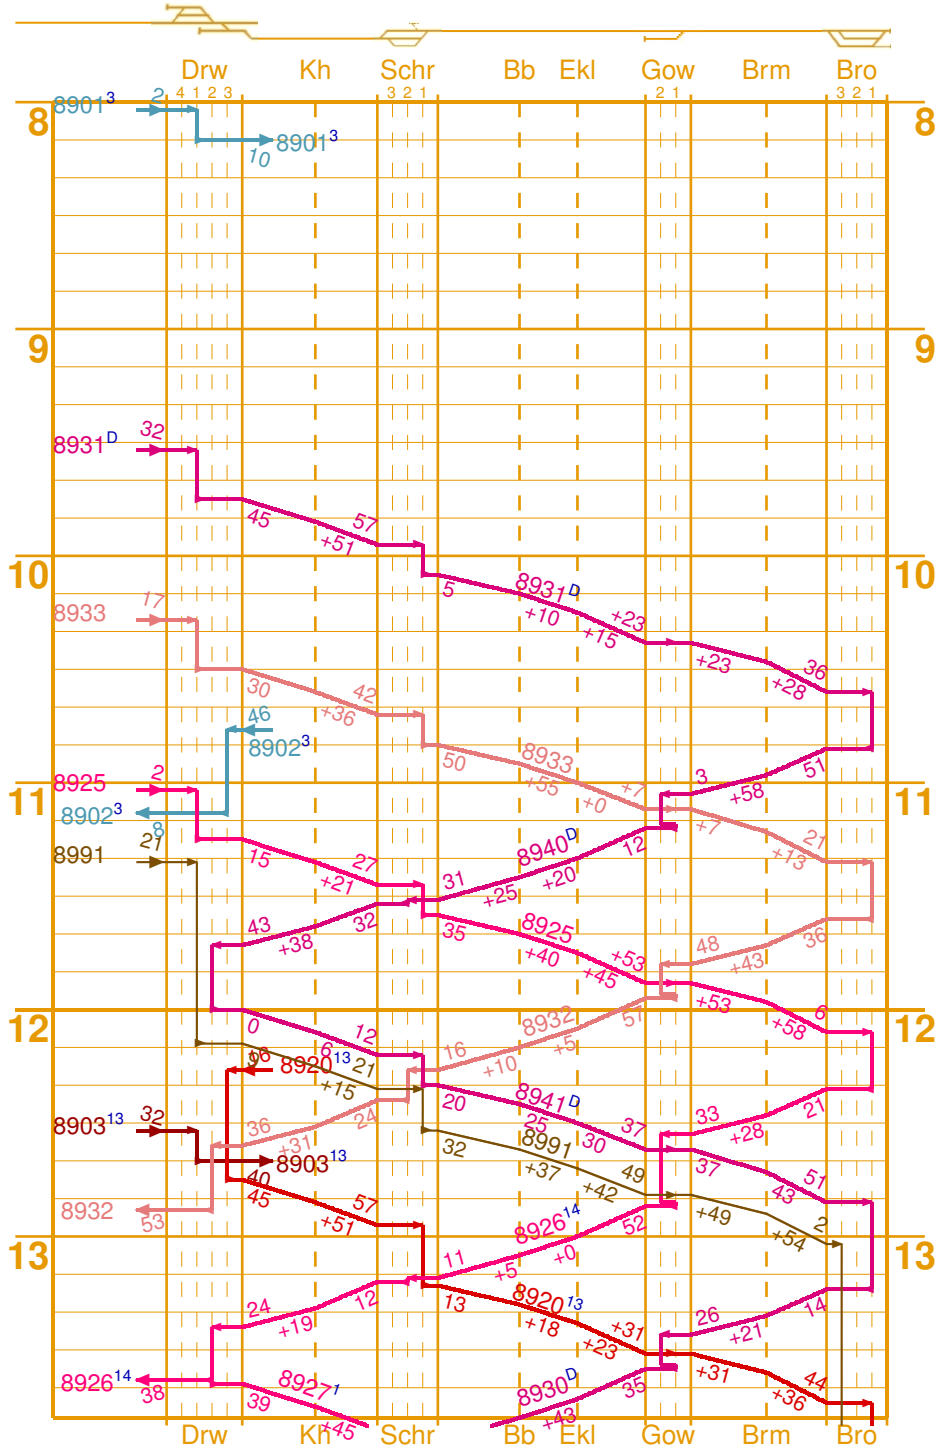 Drw Kh Schr Bb Ekl Gow Brm Bro
4 1 2 3 3 2 1 2 1 3 2 1
8 8901³ 2 8
8901³
10
9 9
8931ᴰ 32
45 57
+51
10 10
5 8931ᴰ +23
+10
+15 +23 36
+28
8933 17
30 42
+36
46
8902³
50 8933 +7
+55 +0 +7 21
+13
51
3 +58
11 8925 2 11
8902³
8
8991 21
15 27
+21
12
8940ᴰ
31 +25 +20
43 32
+38
35 8925 +53
+40
+45 +53 6
+58
36
48 +43
12 12
57
8932
16 +10 +5
0 12
6 21
+15
16
8920¹³
36 24
+31
20 8941ᴰ 37
25
30 37 51
43
21
33 +28
8903¹³ 32
8903¹³
40
32 8991 49
+37
+42 +49 2
+54
8932
53
45 57
+51
13 13
52
8926¹⁴
11 +5 +0
24 12
+19
13 8920¹³ +31
+18
+23 +31 44
+36
14
26 +21
8926¹⁴
38
39 8927¹
+45
35
8930ᴰ
+43
Drw Kh Schr Bb Ekl Gow Brm Bro